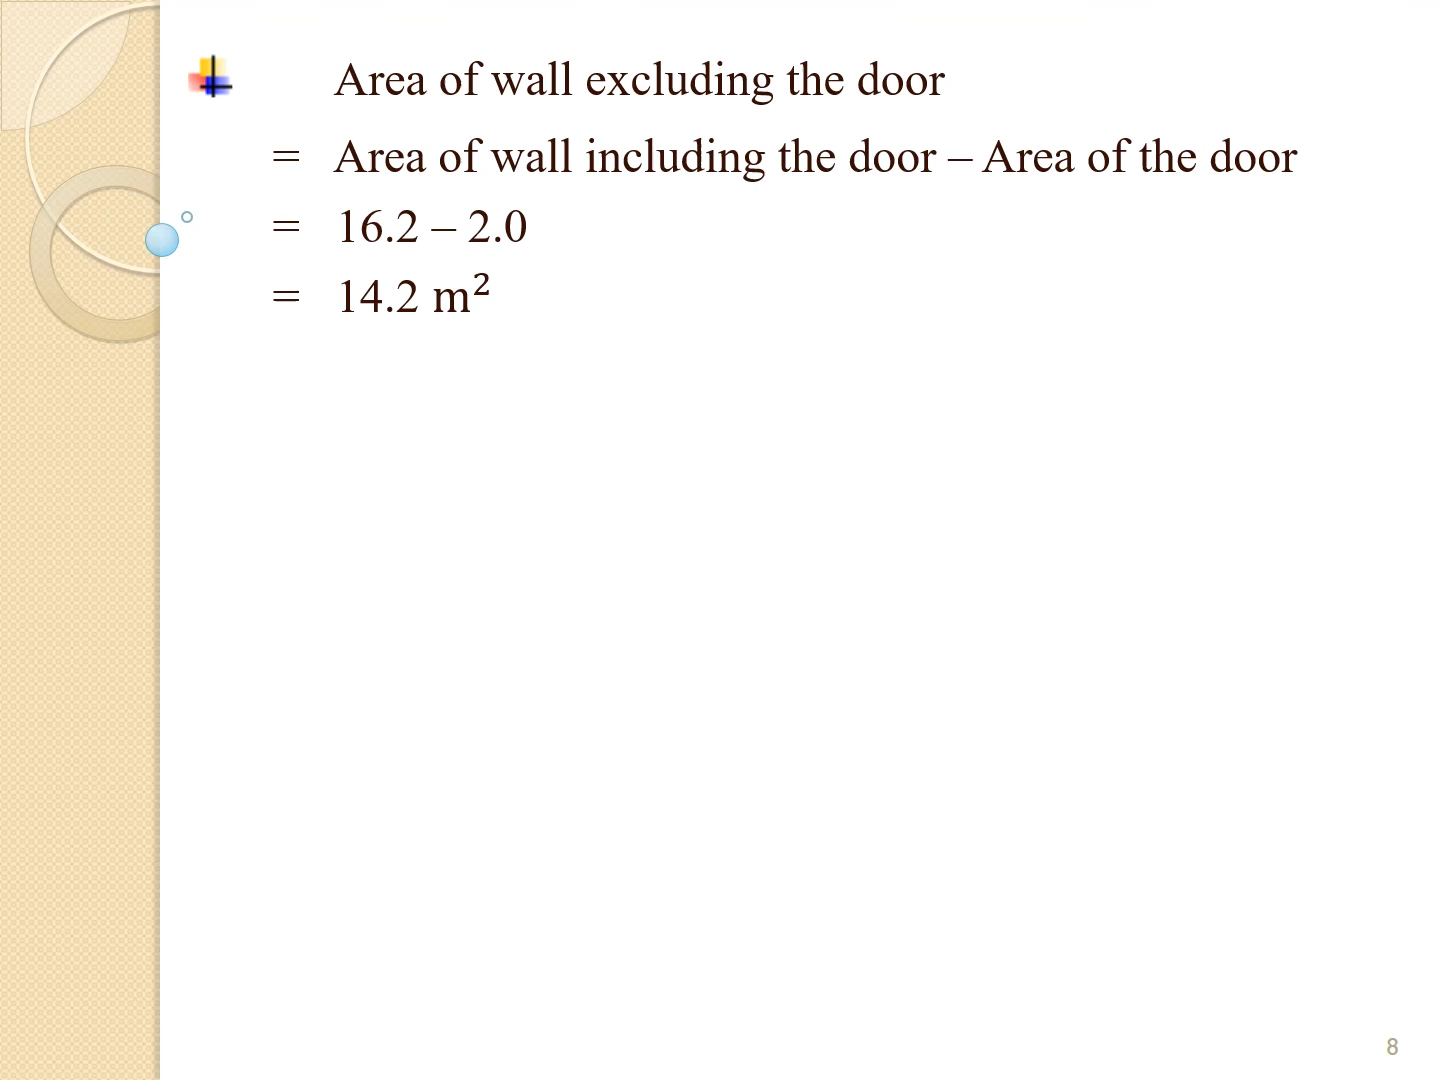 Area of wall excluding the door
= Area of wall including the door – Area of the door
= 16.2 – 2.0
= 14.2 m²
8